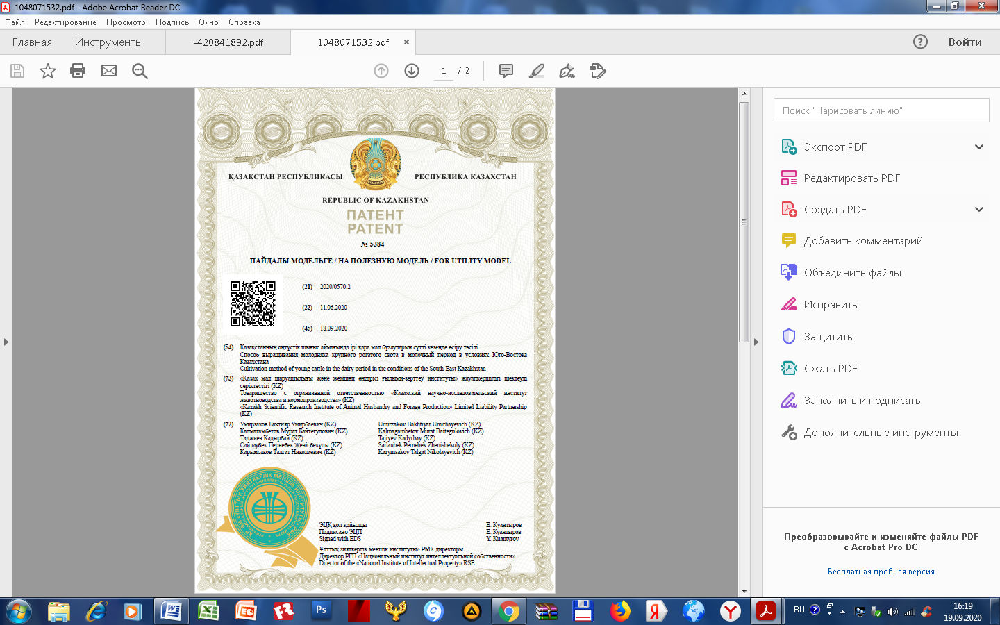 1048071532.pdf - Adobe Acrobat Reader DC
Файл Редактирование Просмотр Подпись Окно Справка
Главная Инструменты -420841892.pdf 1048071532.pdf × ? Войти
1 / 2
Поиск "Нарисовать линию"
Экспорт PDF
Редактировать PDF
Создать PDF
Добавить комментарий
Объединить файлы
Исправить
Защитить
Сжать PDF
Заполнить и подписать
Дополнительные инструменты
Преобразовывайте и изменяйте файлы PDF
с Acrobat Pro DC
Бесплатная пробная версия
ҚАЗАҚСТАН РЕСПУБЛИКАСЫ РЕСПУБЛИКА КАЗАХСТАН
REPUBLIC OF KAZAKHSTAN
ПАТЕНТ
PATENT
№ 5384
ПАЙДАЛЫ МОДЕЛЬГЕ / НА ПОЛЕЗНУЮ МОДЕЛЬ / FOR UTILITY MODEL
(21) 2020/0570.2
(22) 11.06.2020
(45) 18.09.2020
(54) Қазақстанның оңтүстік шығыс аймағында ірі қара мал бұзауларын сүтті кезеңде өсіру тәсілі
Способ выращивания молодняка крупного рогатого скота в молочный период в условиях Юго-Востока
Казахстана
Cultivation method of young cattle in the dairy period in the conditions of the South-East Kazakhstan
(73) «Қазақ мал шаруашылығы және жемшөп өндірісі ғылыми-зерттеу институты» жауапкершілігі шектеулі
серіктестігі (KZ)
Товарищество с ограниченной ответственностью «Казахский научно-исследовательский институт
животноводства и кормопроизводства» (KZ)
«Kazakh Scientific Research Institute of Animal Husbandry and Forage Production» Limited Liability Partnership
(KZ)
(72) Умирзаков Бахтияр Умирбаевич (KZ) Umirzakov Bakhtiyar Umirbayevich (KZ)
Калмагамбетов Мурат Байтегулович (KZ) Kalmagambetov Murat Baitegulovich (KZ)
Таджиев Кадырбай (KZ) Tajiyev Kadyrbay (KZ)
Сайлаубек Пернебек Женісбекұлы (KZ) Sailaubek Pernebek Zhenisbekuly (KZ)
Карымсаков Талгат Николаевич (KZ) Karymsakov Talgat Nikolayevich (KZ)
ЭЦҚ қол қойылды Е. Куантыров
Подписано ЭЦП Е. Куантыров
Signed with EDS Y. Kuantyrov
Ұлттық зияткерлік меншік институты» РМК директоры
Директор РГП «Национальный институт интеллектуальной собственности»
Director of the «National Institute of Intellectual Property» RSE
RU
16:19
19.09.2020